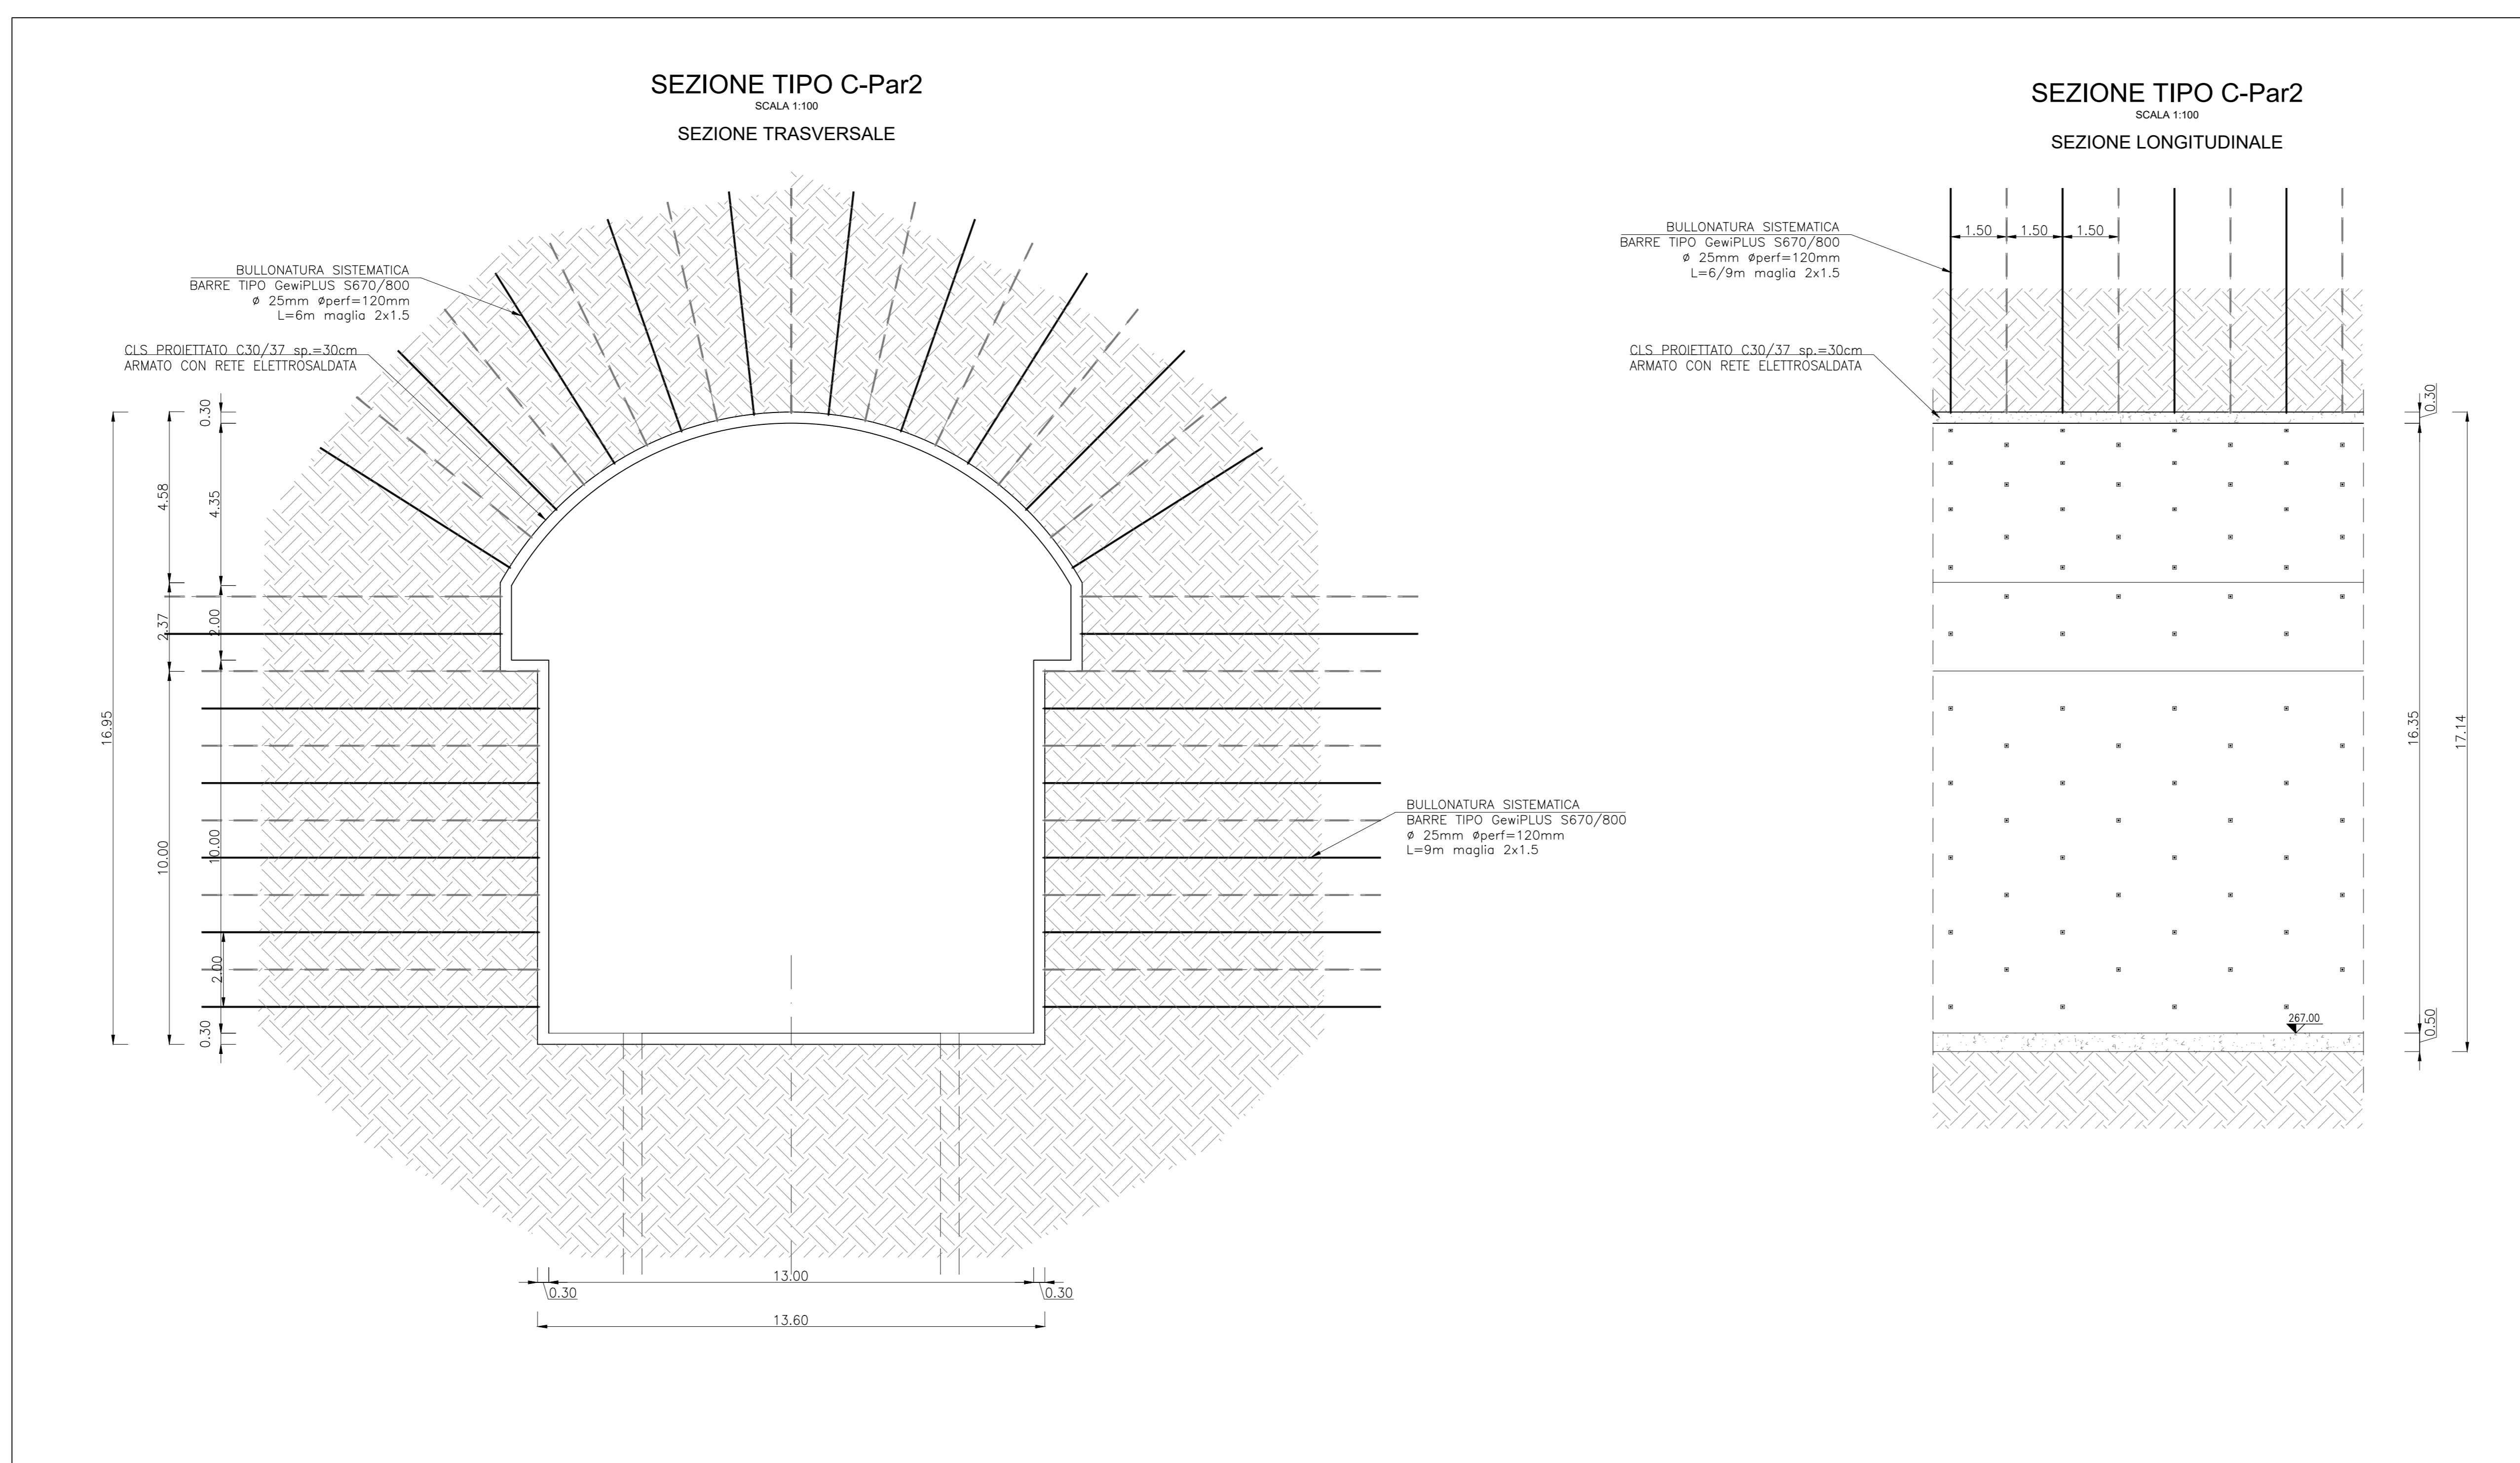 SEZIONE TIPO C-Par2
SCALA 1:100
SEZIONE TRASVERSALE
BULLONATURA SISTEMATICA
BARRE TIPO GewiPLUS S670/800
ø 25mm øperf=120mm
L=6m maglia 2x1.5
CLS PROIETTATO C30/37 sp.=30cm
ARMATO CON RETE ELETTROSALDATA
0.30
4.58
4.35
2.37
2.00
16.95
10.00
10.00
2.00
0.30
BULLONATURA SISTEMATICA
BARRE TIPO GewiPLUS S670/800
ø 25mm øperf=120mm
L=9m maglia 2x1.5
13.00
0.30
0.30
13.60
SEZIONE TIPO C-Par2
SCALA 1:100
SEZIONE LONGITUDINALE
BULLONATURA SISTEMATICA
BARRE TIPO GewiPLUS S670/800
ø 25mm øperf=120mm
L=6/9m maglia 2x1.5
1.50
1.50
1.50
CLS PROIETTATO C30/37 sp.=30cm
ARMATO CON RETE ELETTROSALDATA
0.30
16.35
17.14
267.00
0.50